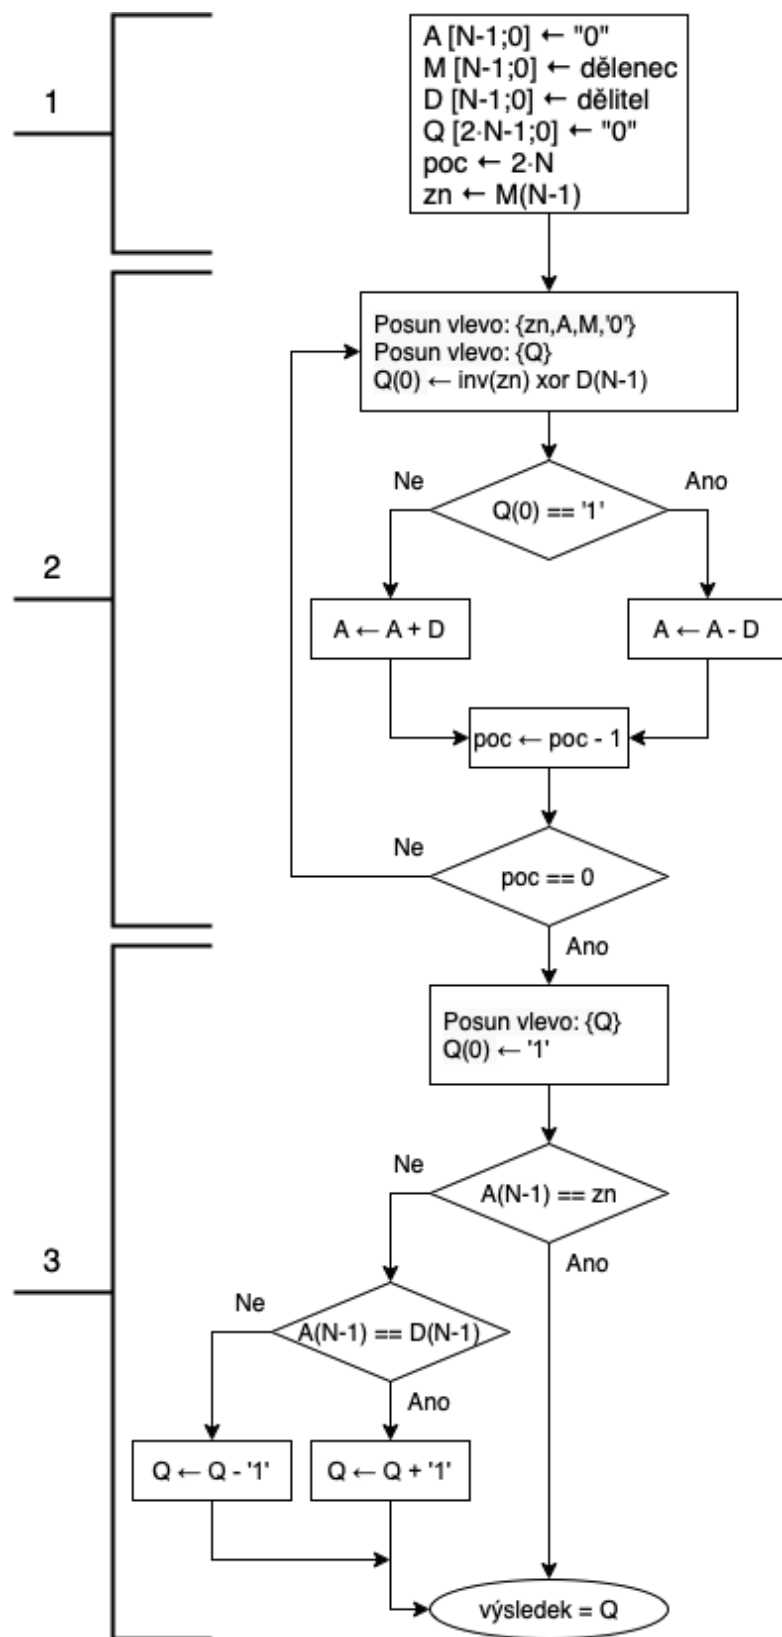 1
A [N-1;0] ← "0"
M [N-1;0] ← dělenec
D [N-1;0] ← dělitel
Q [2·N-1;0] ← "0"
poc ← 2·N
zn ← M(N-1)
2
Posun vlevo: {zn,A,M,'0'}
Posun vlevo: {Q}
Q(0) ← inv(zn) xor D(N-1)
Ne
Q(0) == '1'
Ano
A ← A + D
A ← A - D
poc ← poc - 1
Ne
poc == 0
Ano
3
Posun vlevo: {Q}
Q(0) ← '1'
Ne
A(N-1) == zn
Ano
Ne
A(N-1) == D(N-1)
Ano
Q ← Q - '1'
Q ← Q + '1'
výsledek = Q